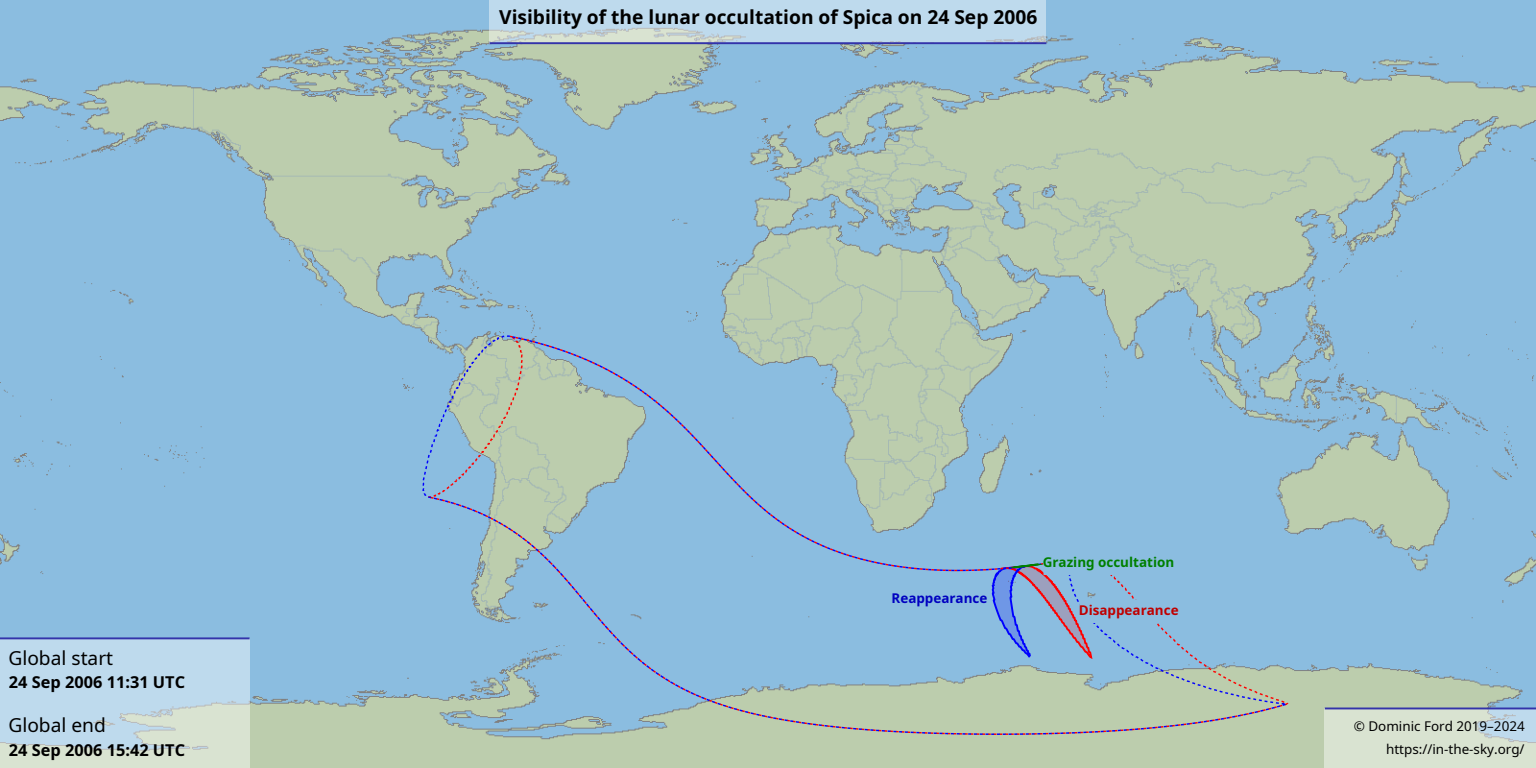 Visibility of the lunar occultation of Spica on 24 Sep 2006
Grazing occultation
Reappearance
Disappearance
Global start
24 Sep 2006 11:31 UTC
Global end
24 Sep 2006 15:42 UTC
© Dominic Ford 2019–2024
https://in-the-sky.org/